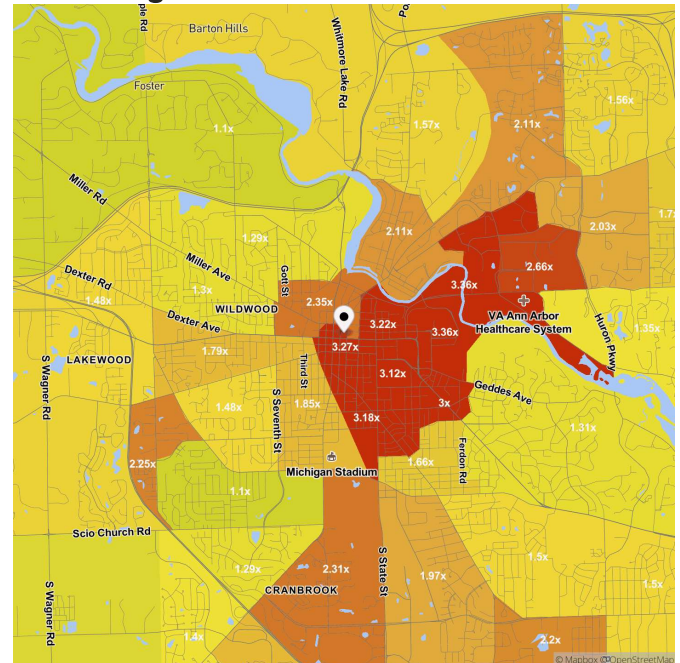 ple Rd
Barton Hills
Whitmore Lake Rd
Po
Foster
1.1x
1.57x
2.11x
1.56x
Miller Rd
2.11x
2.03x
1.7x
1.29x
Miller Ave
Gott St
Dexter Rd
1.48x
1.3x
WILDWOOD
Dexter Ave
2.35x
3.36x
2.66x
VA Ann Arbor
Healthcare System
Huron Pkwy
1.35x
3.22x
3.36x
3.27x
LAKEWOOD
S Wagner Rd
1.79x
Third St
3.12x
Geddes Ave
3x
1.48x
S Seventh St
1.85x
3.18x
1.31x
2.25x
Michigan Stadium
1.66x
Ferdon Rd
1.1x
Scio Church Rd
S State St
1.29x
2.31x
1.97x
1.5x
1.5x
CRANBROOK
S Wagner Rd
1.4x
2.2x
© Mapbox © OpenStreetMap